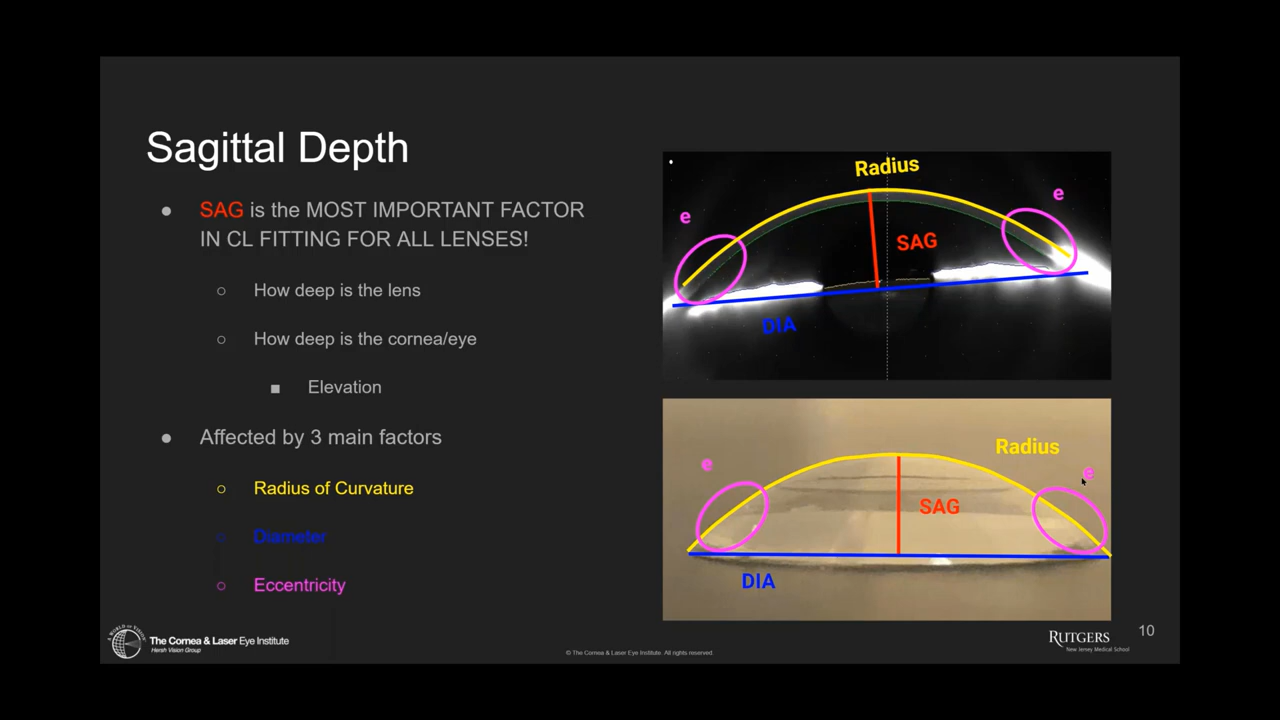 Sagittal Depth
● SAG is the MOST IMPORTANT FACTOR
IN CL FITTING FOR ALL LENSES!
○ How deep is the lens
○ How deep is the cornea/eye
■ Elevation
● Affected by 3 main factors
○ Radius of Curvature
○ Diameter
○ Eccentricity
Radius
e
e
SAG
DIA
e
Radius
e
SAG
DIA
A WORLD OF VISION
The Cornea & Laser Eye Institute
Hersh Vision Group
© The Cornea & Laser Eye Institute. All rights reserved
RUTGERS
New Jersey Medical School
10